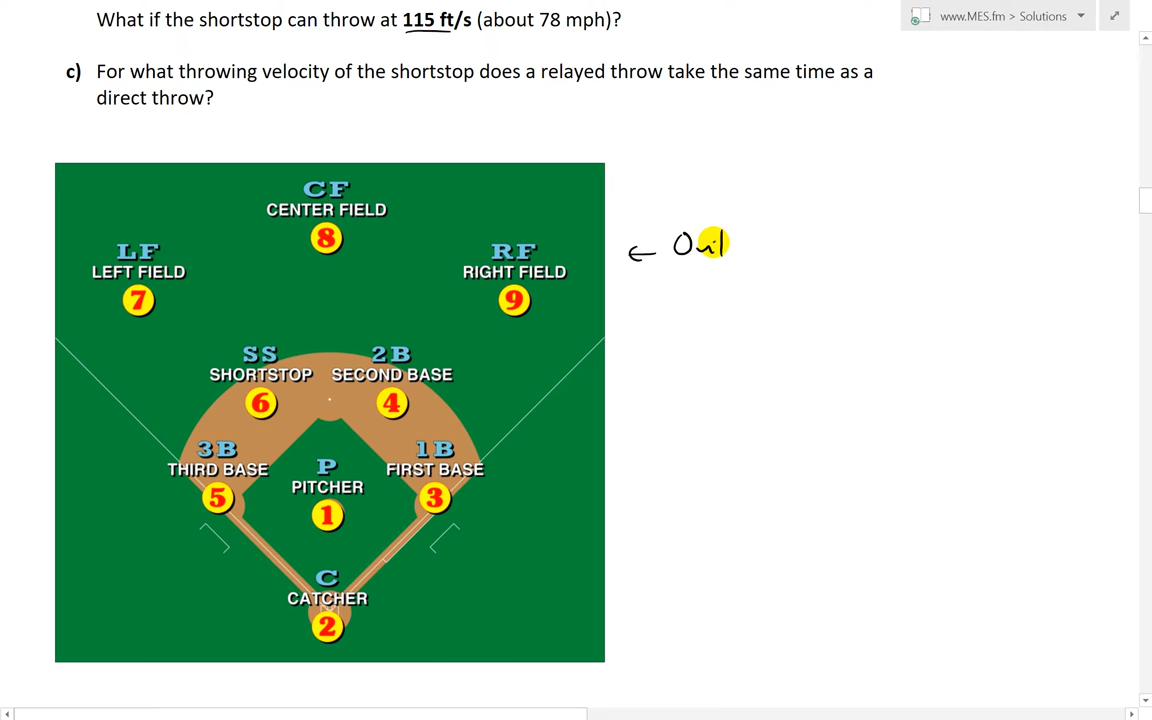 What if the shortstop can throw at 115 ft/s (about 78 mph)?
www.MES.fm > Solutions
c) For what throwing velocity of the shortstop does a relayed throw take the same time as a
direct throw?
CF
CENTER FIELD
8
LF
LEFT FIELD
7
RF
RIGHT FIELD
9
SS
SHORTSTOP
6
2B
SECOND BASE
4
3B
THIRD BASE
5
1B
FIRST BASE
3
P
PITCHER
1
C
CATCHER
2